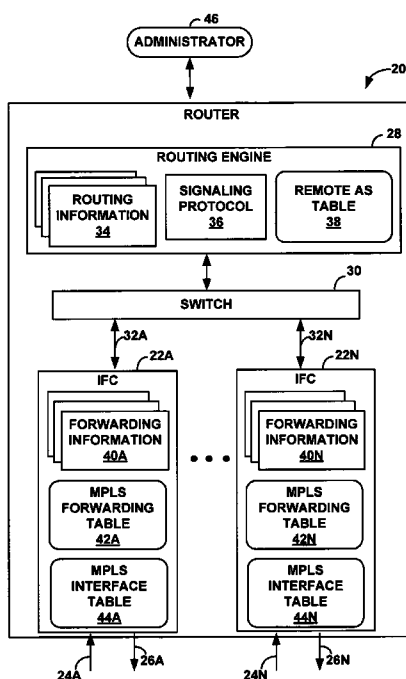 46
ADMINISTRATOR
20
ROUTER
28
ROUTING ENGINE
ROUTING
INFORMATION
34
SIGNALING
PROTOCOL
36
REMOTE AS
TABLE
38
30
SWITCH
32A
32N
22A
22N
IFC
IFC
FORWARDING
INFORMATION
40A
FORWARDING
INFORMATION
40N
MPLS
FORWARDING
TABLE
42A
MPLS
FORWARDING
TABLE
42N
MPLS
INTERFACE
TABLE
44A
MPLS
INTERFACE
TABLE
44N
24A
26A
24N
26N